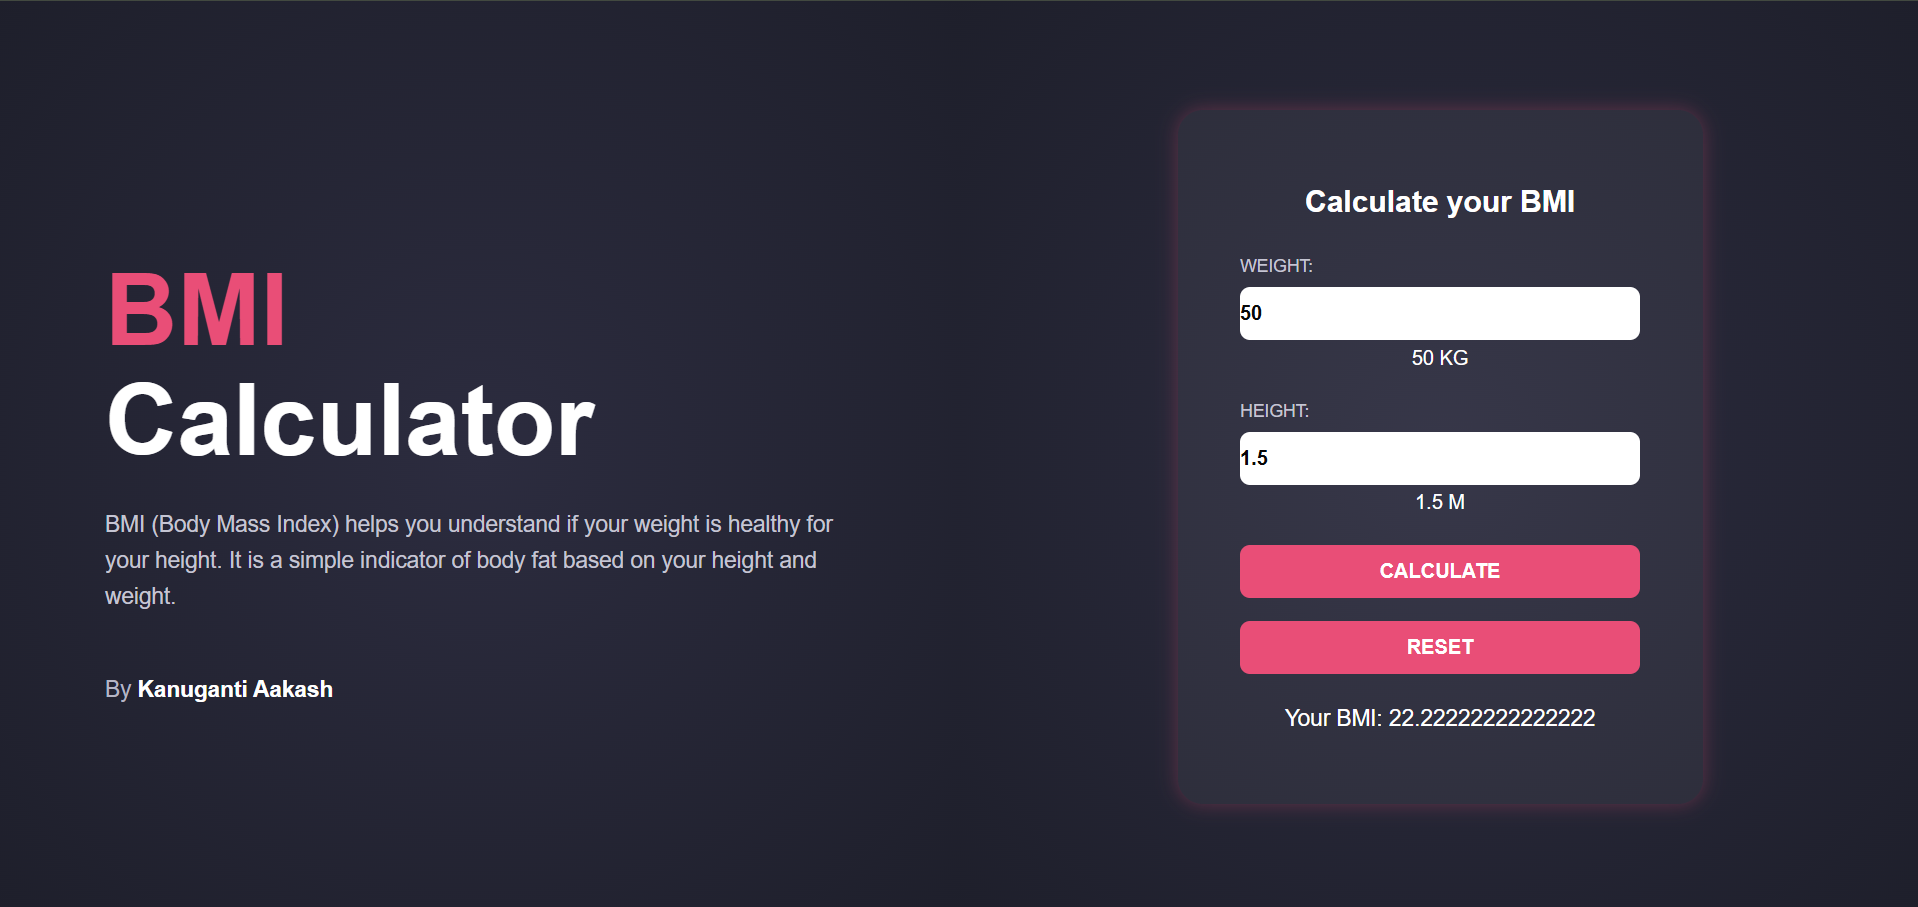 BMI
Calculator
BMI (Body Mass Index) helps you understand if your weight is healthy for
your height. It is a simple indicator of body fat based on your height and
weight.
By Kanuganti Aakash
Calculate your BMI
WEIGHT:
50
50 KG
HEIGHT:
1.5
1.5 M
CALCULATE
RESET
Your BMI: 22.22222222222222